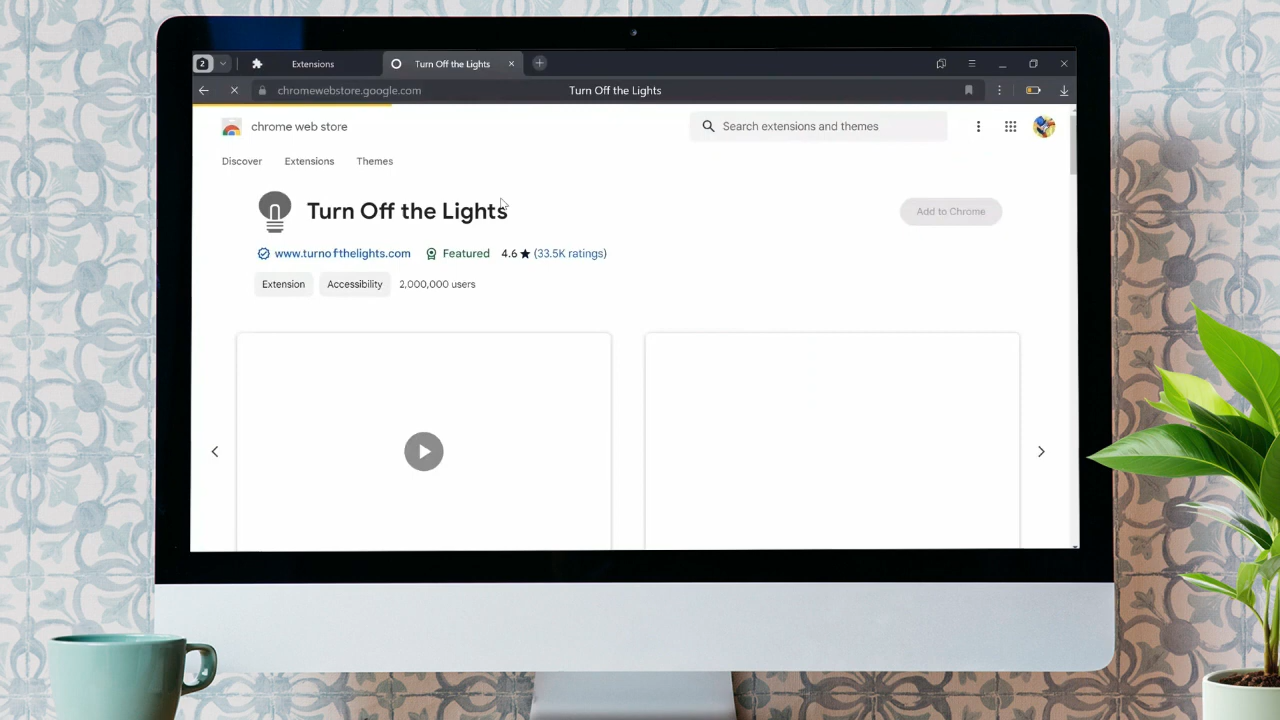 2 Extensions Turn Off the Lights
chromewebstore.google.com Turn Off the Lights
chrome web store Search extensions and themes
Discover Extensions Themes
Turn Off the Lights Add to Chrome
www.turnoffthelights.com Featured 4.6 ★ (33.5K ratings)
Extension Accessibility 2,000,000 users